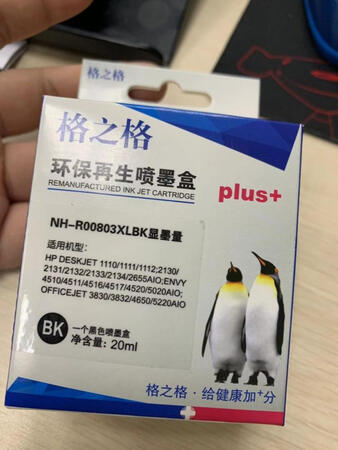 格之格
格之格
环保再生喷墨盒
REMANUFACTURED INK JET CARTRIDGE
plus+
NH-R00803XLBK显墨量
适用机型:
HP DESKJET 1110/1111/1112;2130/
2131/2132/2133/2134/2655AIO;ENVY
4510/4511/4516/4517/4520/5020AIO;
OFFICEJET 3830/3832/4650/5220AIO
BK
一个黑色喷墨盒
净含量: 20ml
格之格·给健康加+分